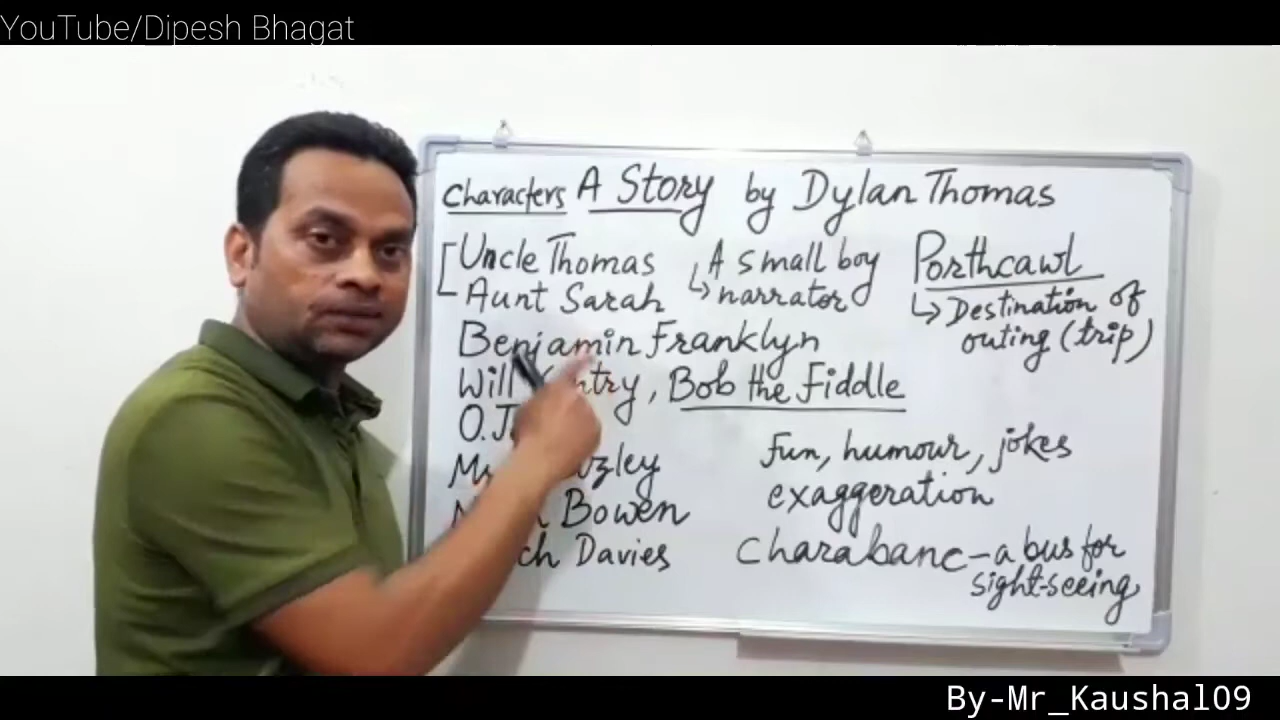 YouTube/Dipesh Bhagat
Characters A Story by Dylan Thomas
Uncle Thomas
Aunt Sarah
A small boy
narrator
Porthcawl
Destination of
outing (trip)
Benjamin Franklyn
Will , Bob the Fiddle
Bowen
Davies
Fun, humour, jokes
exaggeration
Charabanc - a bus for
sight-seeing
By-Mr_Kaushal09